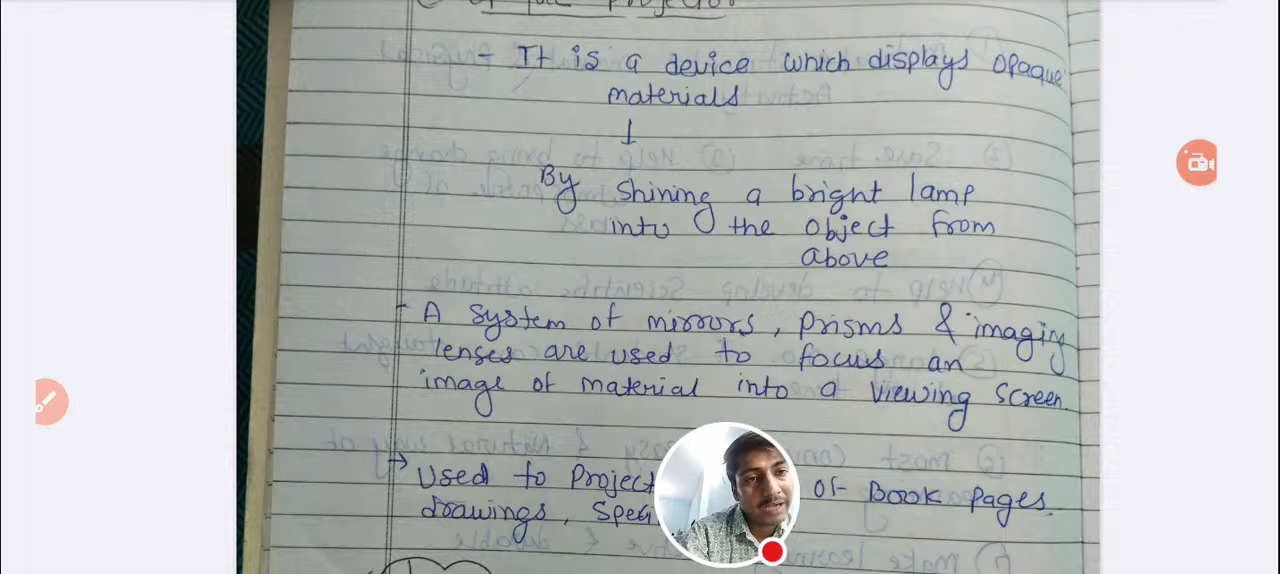 - It is a device which displays opaque
materials
↓
By shining a bright lamp
into the object from
above
- A system of mirrors, prisms & imaging
lenses are used to focus an
image of material into a viewing screen.
→ Used to Project of Book pages.
drawings,